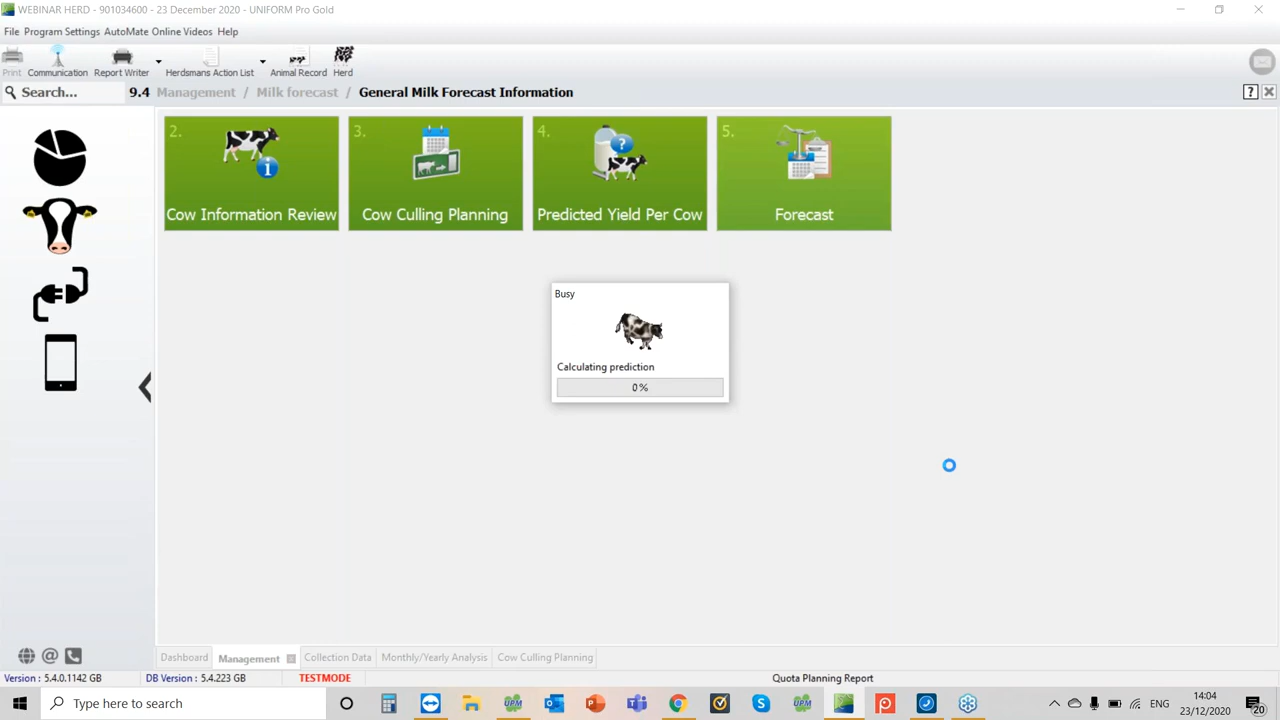 WEBINAR HERD - 901034600 - 23 December 2020 - UNIFORM Pro Gold
File Program Settings AutoMate Online Videos Help
Print Communication Report Writer Herdsmans Action List Animal Record Herd
Search... 9.4 Management / Milk forecast / General Milk Forecast Information ?
2. 3. 4. 5.
Cow Information Review Cow Culling Planning Predicted Yield Per Cow Forecast
Busy
Calculating prediction
0%
Dashboard Management Collection Data Monthly/Yearly Analysis Cow Culling Planning
Version : 5.4.0.1142 GB DB Version : 5.4.223 GB TESTMODE Quota Planning Report
Type here to search ENG 14:04
23/12/2020 20